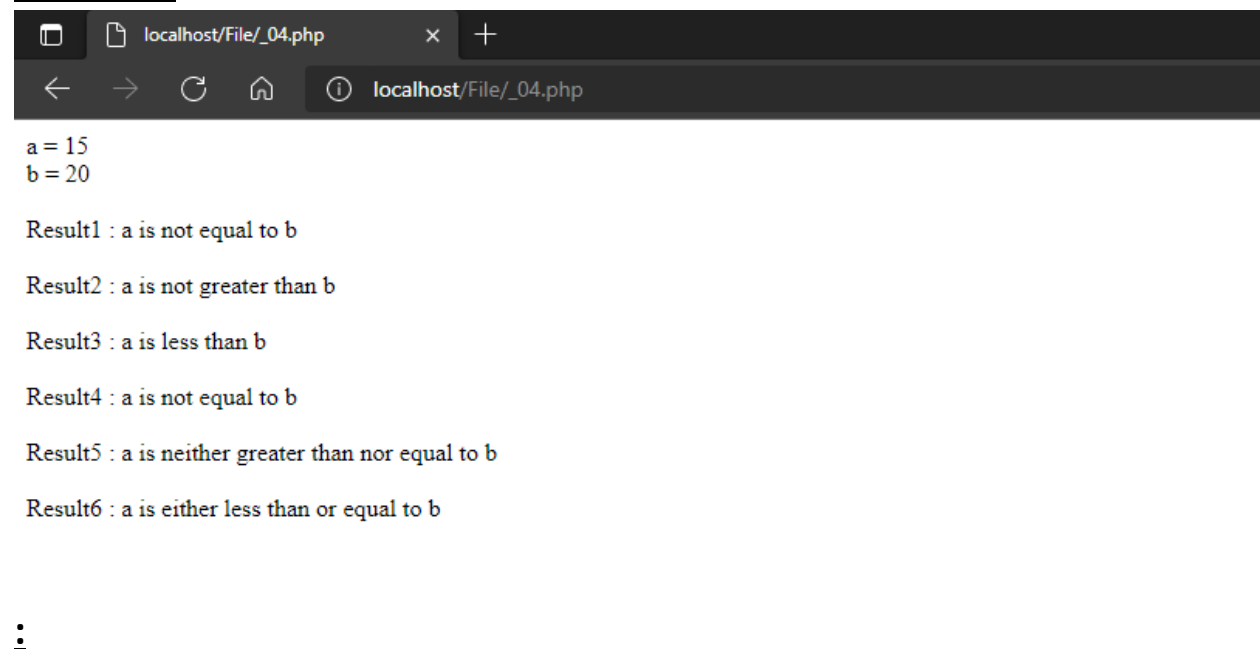 localhost/File/_04.php
localhost/File/_04.php
a = 15
b = 20
Result1 : a is not equal to b
Result2 : a is not greater than b
Result3 : a is less than b
Result4 : a is not equal to b
Result5 : a is neither greater than nor equal to b
Result6 : a is either less than or equal to b
: